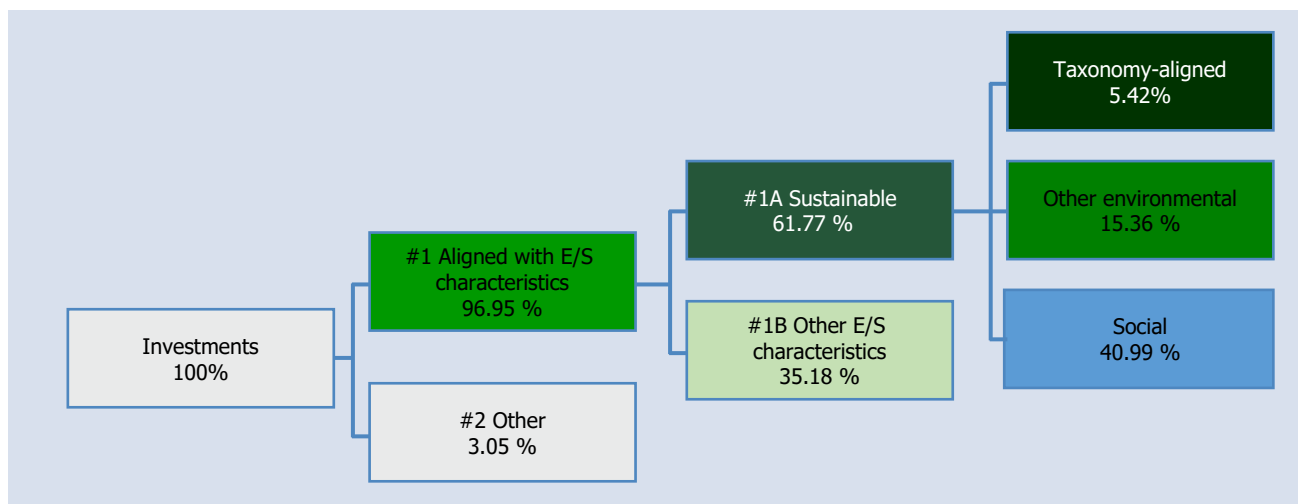 Investments
100%
#1 Aligned with E/S
characteristics
96.95 %
#2 Other
3.05 %
#1A Sustainable
61.77 %
#1B Other E/S
characteristics
35.18 %
Taxonomy-aligned
5.42%
Other environmental
15.36 %
Social
40.99 %